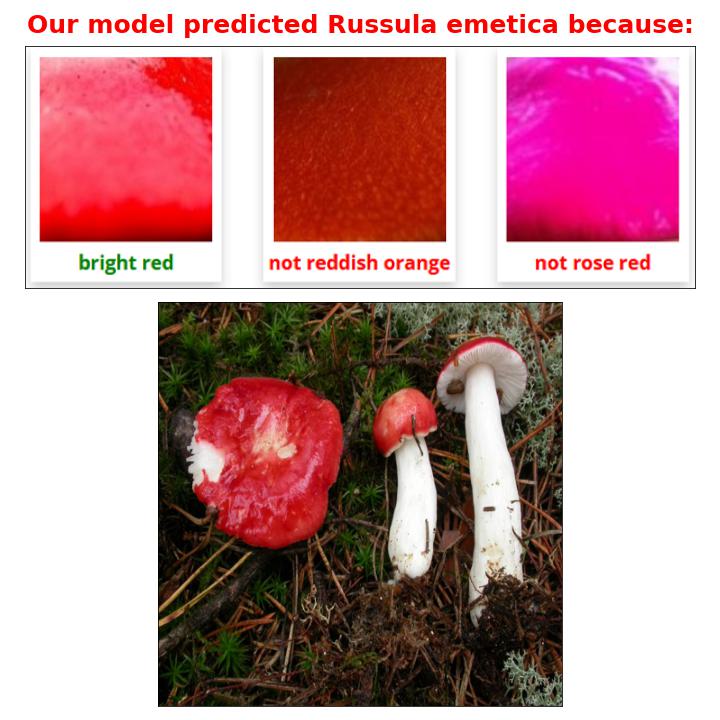 Our model predicted Russula emetica because:
bright red
not reddish orange
not rose red